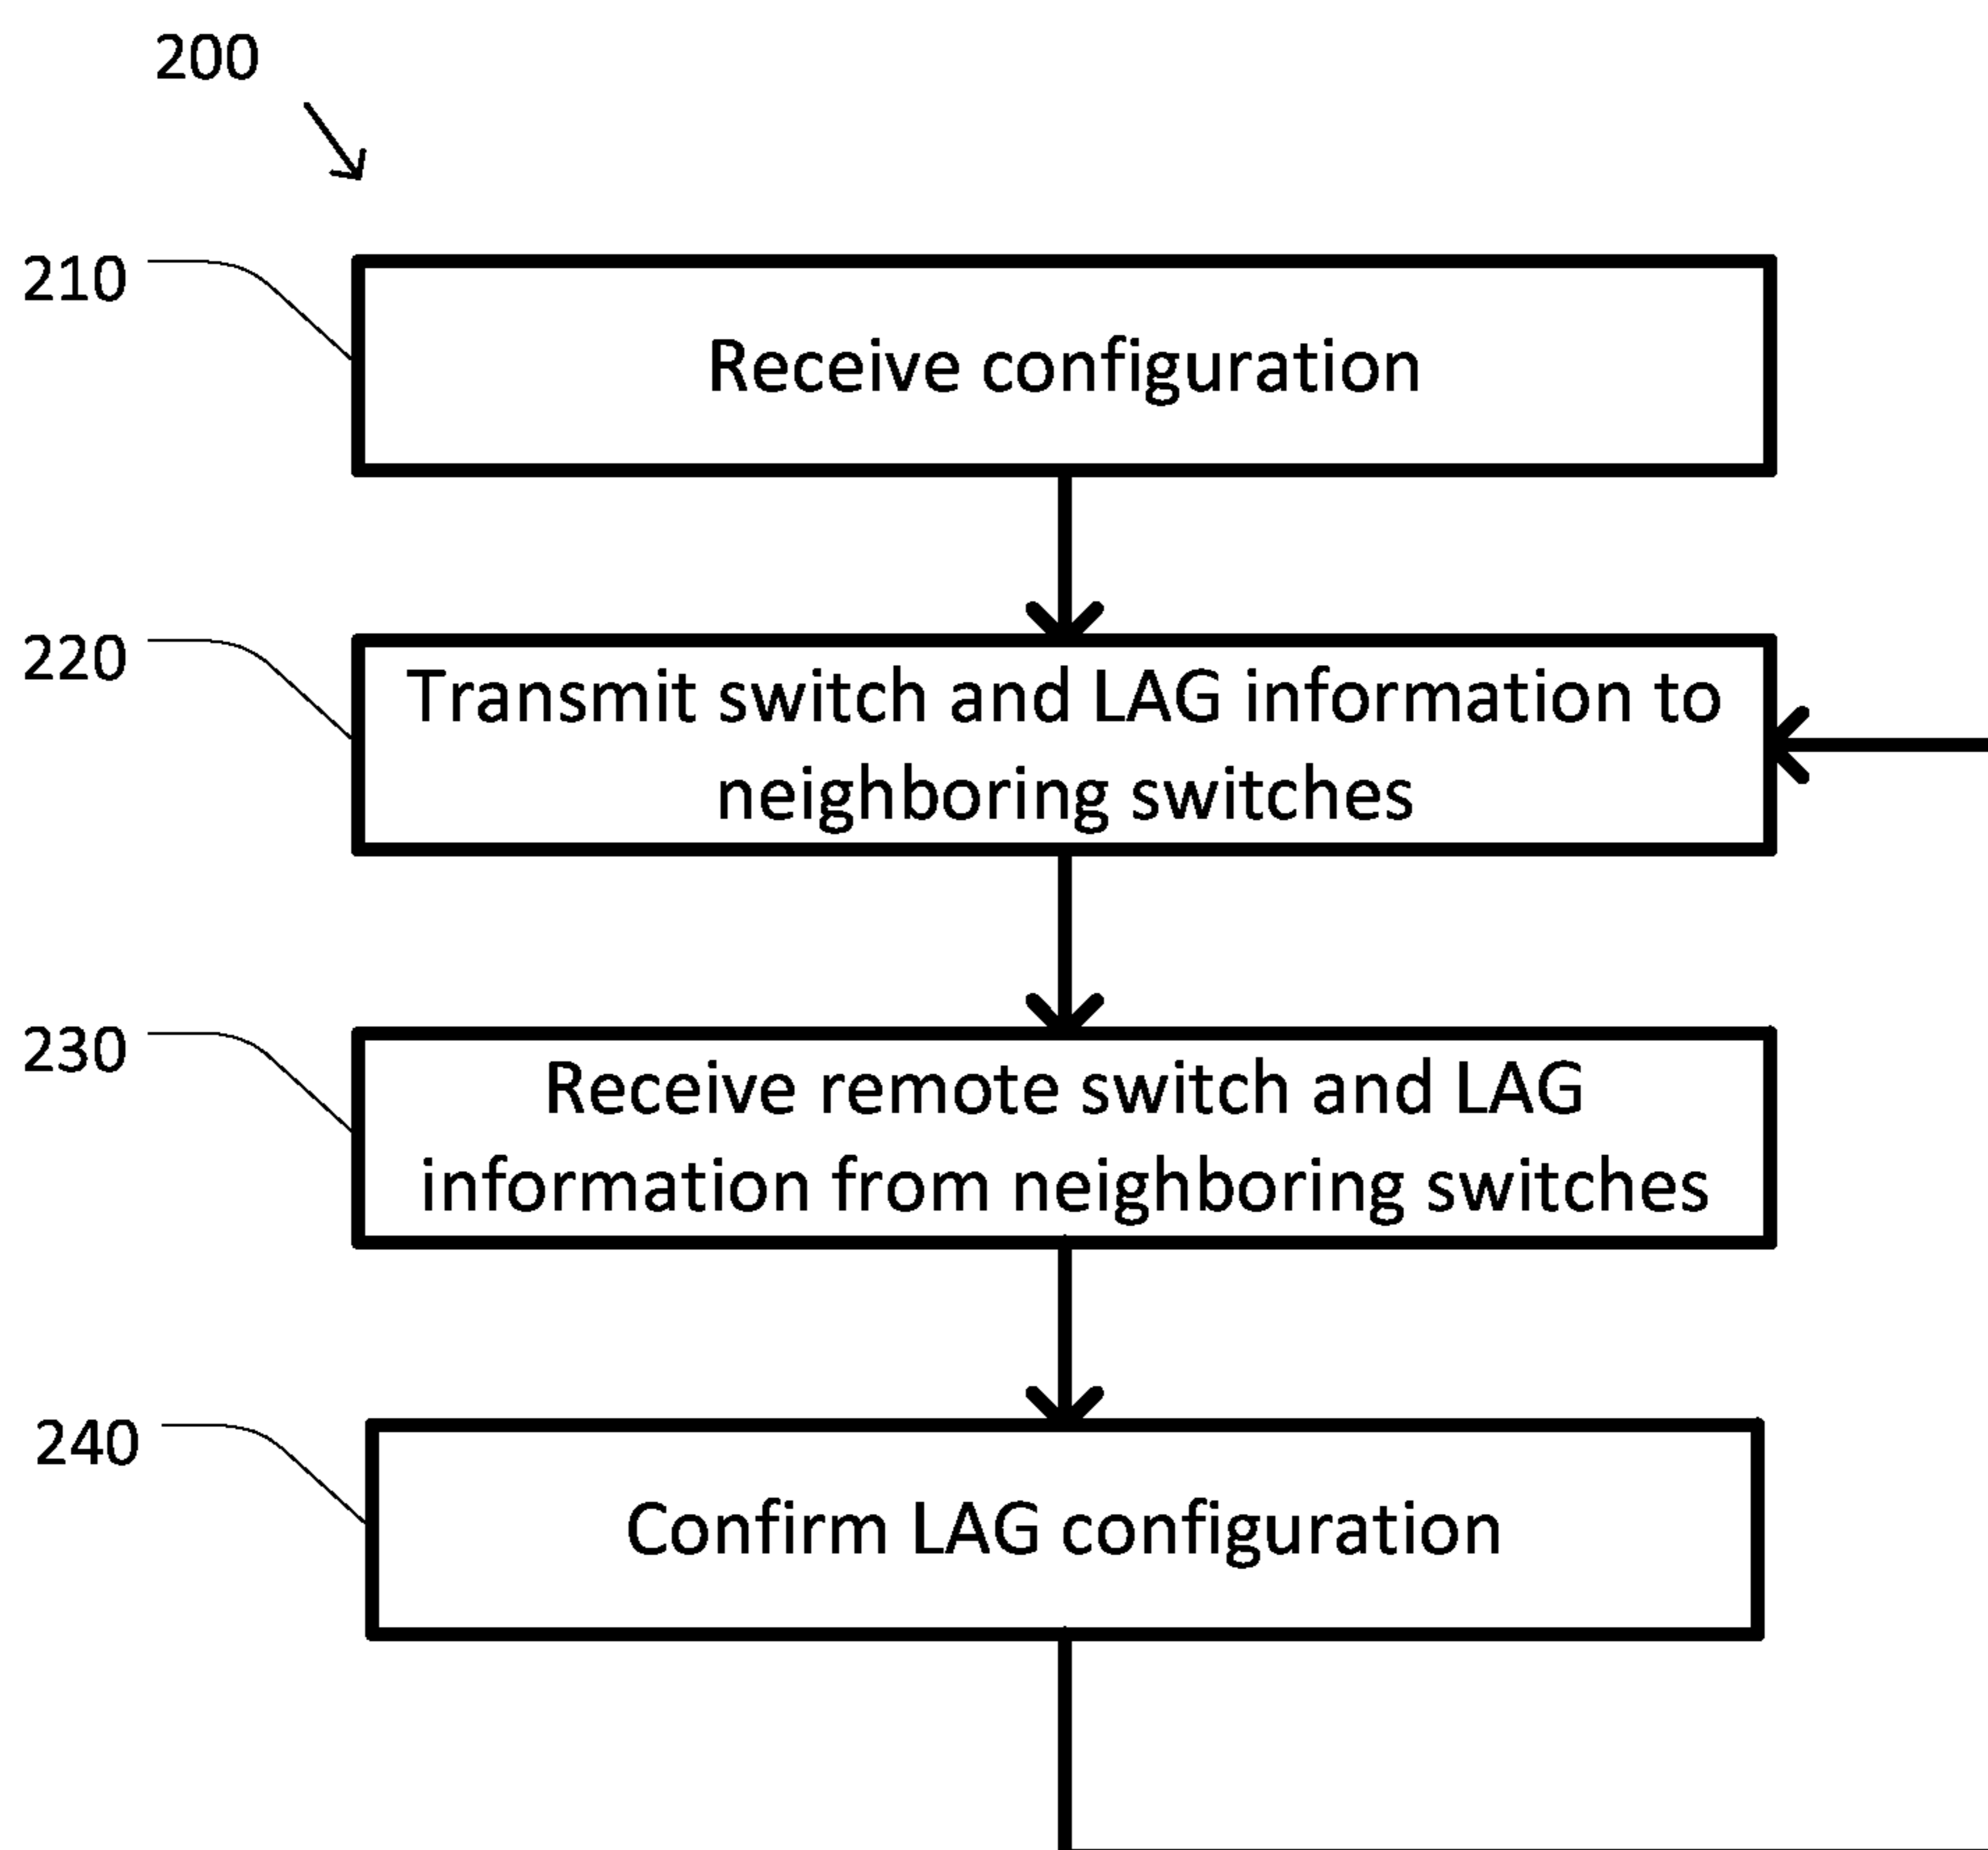 200
210
Receive configuration
220
Transmit switch and LAG information to
neighboring switches
230
Receive remote switch and LAG
information from neighboring switches
240
Confirm LAG configuration